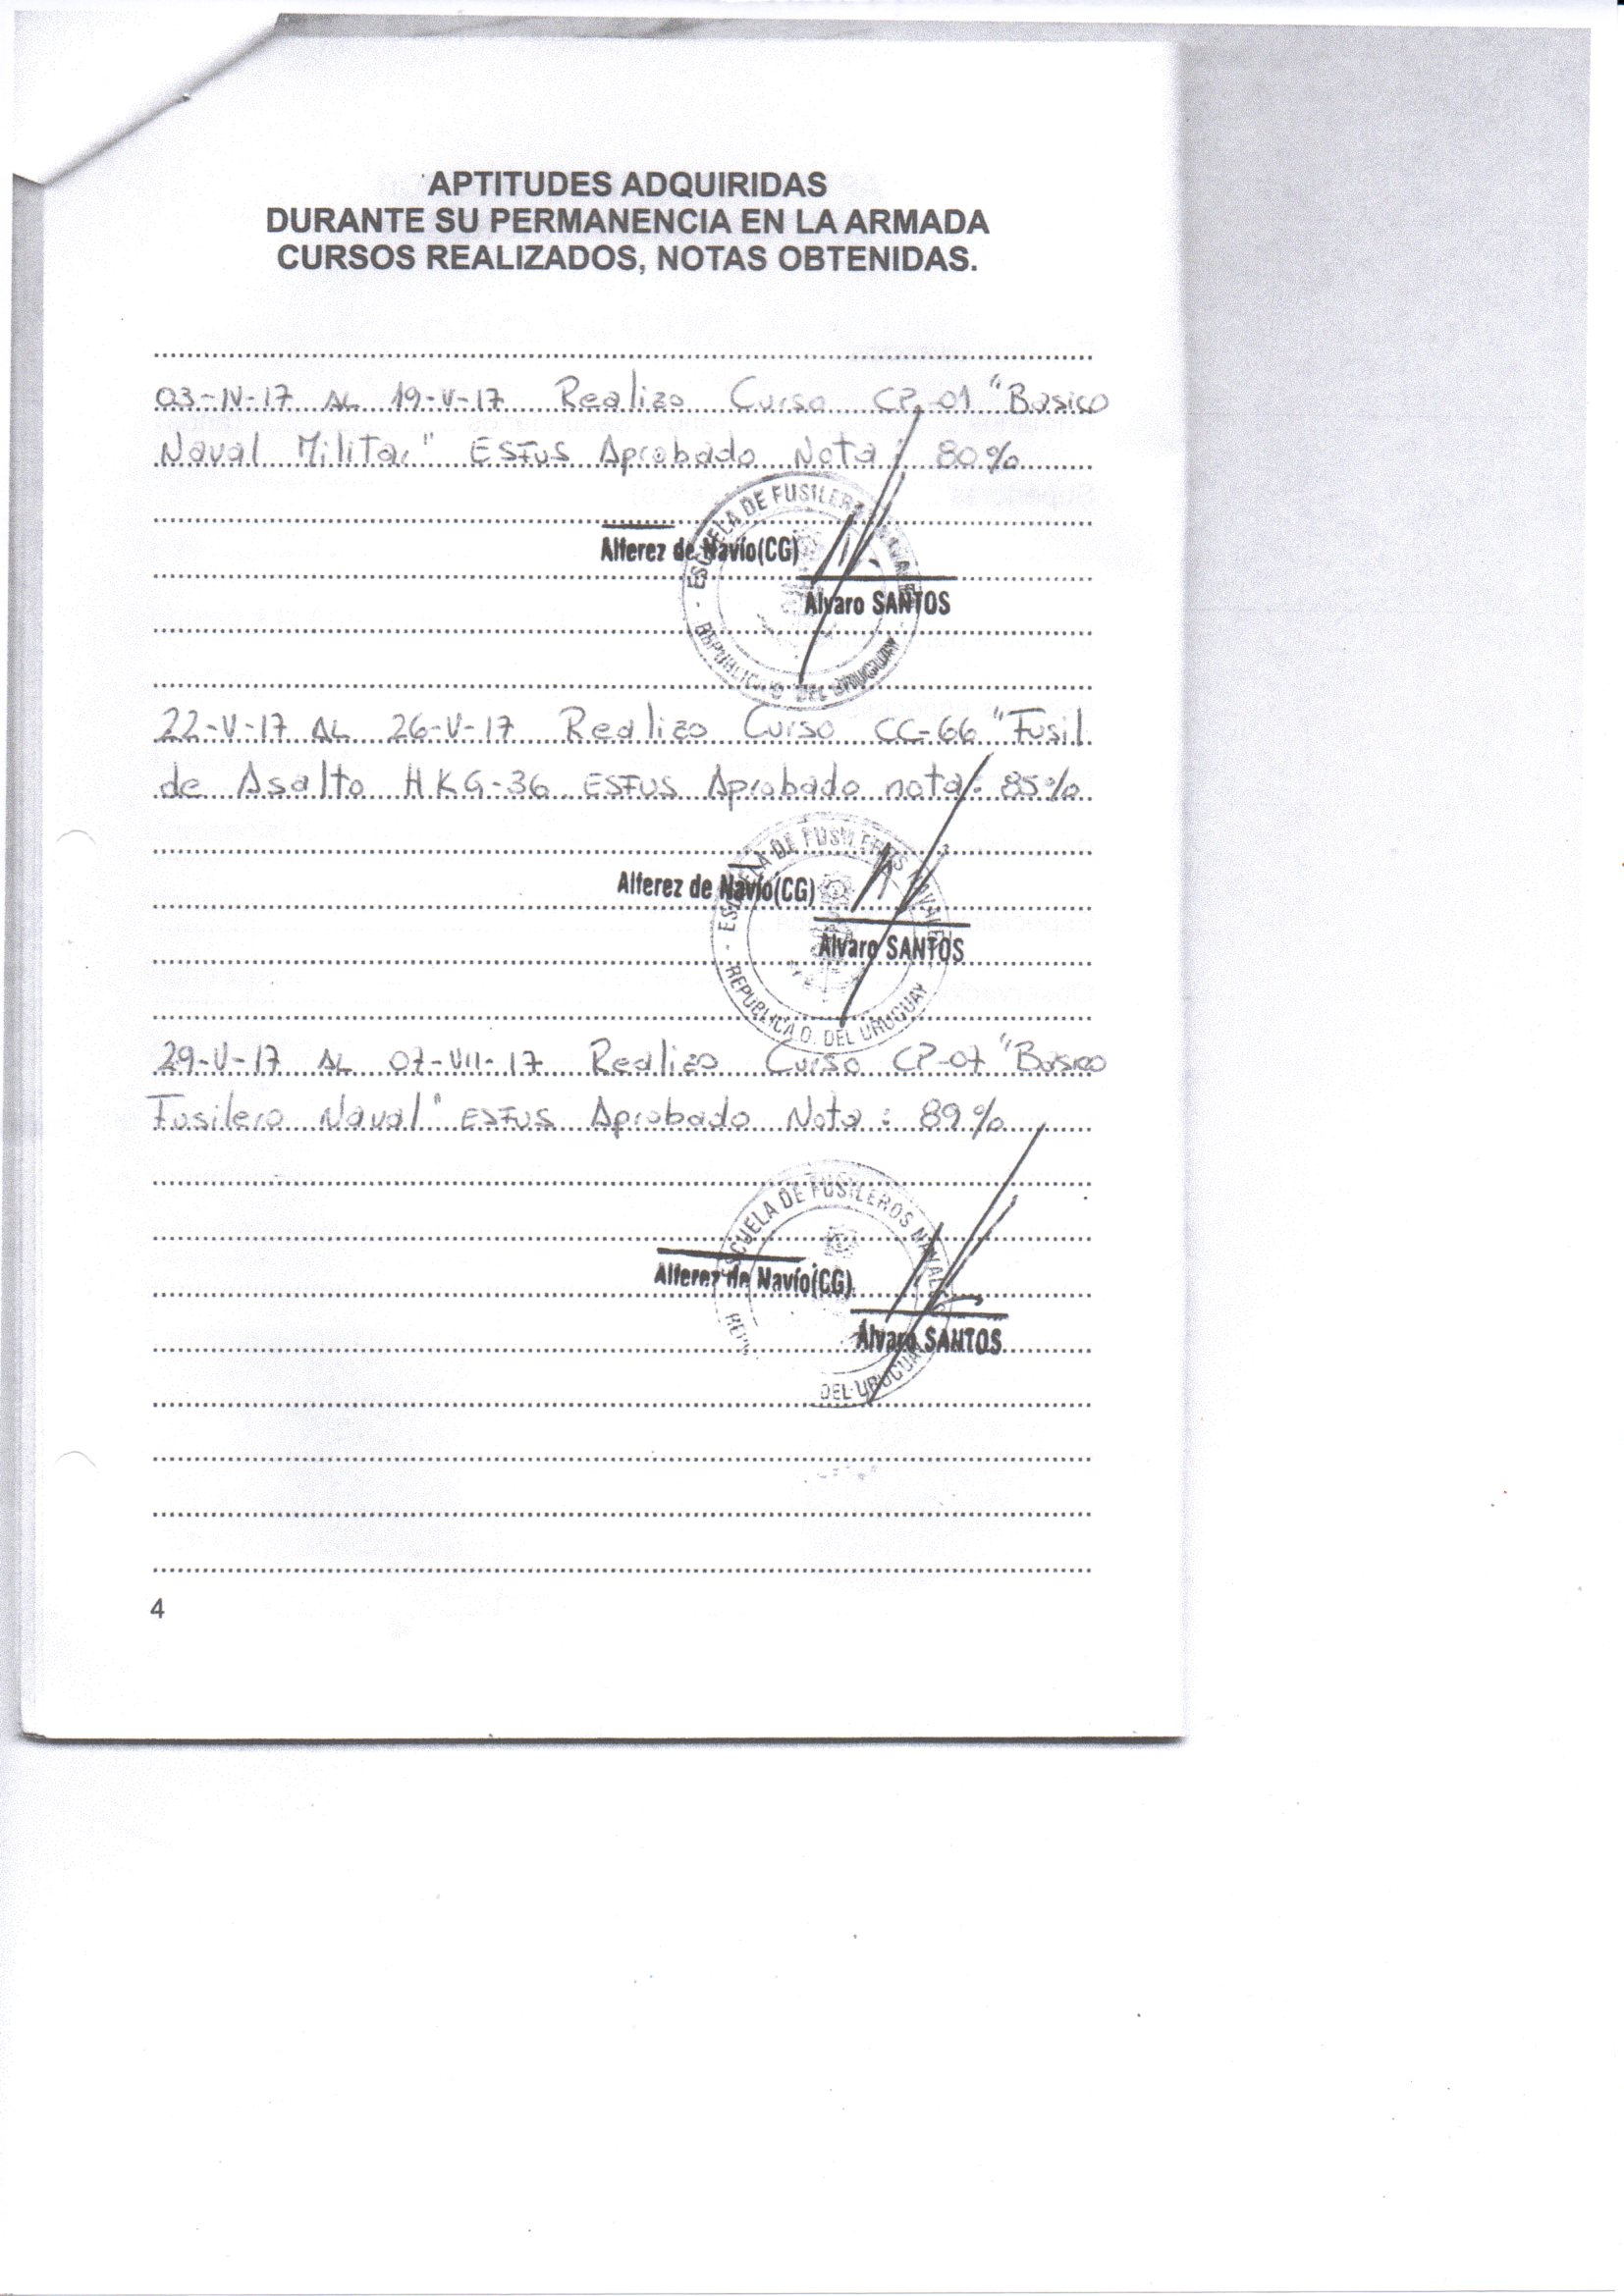 APTITUDES ADQUIRIDAS
DURANTE SU PERMANENCIA EN LA ARMADA
CURSOS REALIZADOS, NOTAS OBTENIDAS.
03-IV-17 AL 19-V-17 Realizo Curso CP-01 "Basico
Naval Militar" ESFUS Aprobado Nota: 80%
ESCUELA DE FUSILEROS NAVALES
Alferez de Navío(CG)
Alvaro SANTOS
REPUBLICA O. DEL URUGUAY
22-V-17 AL 26-V-17 Realizo Curso CC-66 "Fusil
de Asalto HKG-36 ESFUS Aprobado nota: 85%
ESCUELA DE FUSILEROS NAVALES
Alferez de Navío(CG)
Alvaro SANTOS
REPUBLICA O. DEL URUGUAY
29-V-17 AL 07-VII-17 Realizo Curso CP-07 "Basico
Fusilero Naval" ESFUS Aprobado Nota: 89%
ESCUELA DE FUSILEROS NAVALES
Alferez de Navío(CG)
Alvaro SANTOS
DEL URUGUAY
4